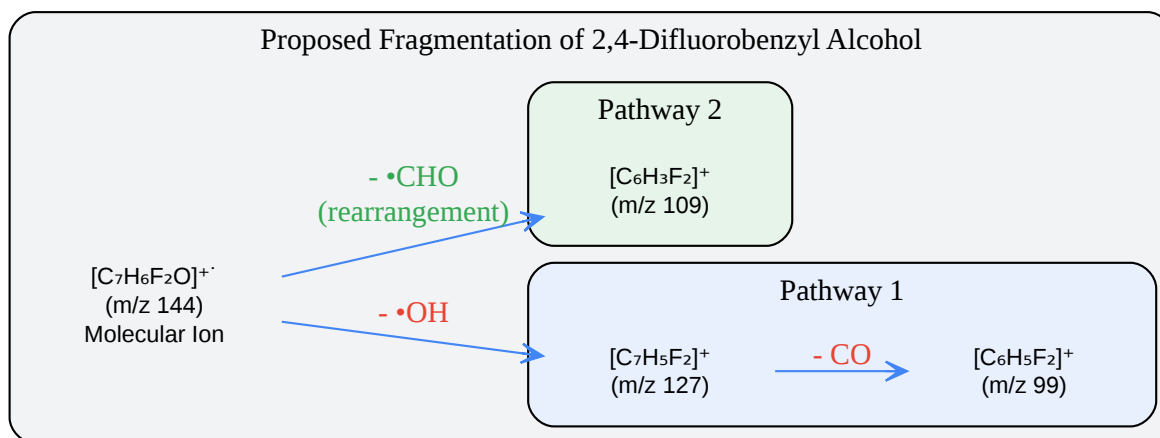 Proposed Fragmentation of 2,4-Difluorobenzyl Alcohol
Pathway 2
- •CHO
(rearrangement)
[C₆H₃F₂]⁺
(m/z 109)
[C₇H₆F₂O]⁺˙
(m/z 144)
Molecular Ion
- •OH
Pathway 1
[C₇H₅F₂]⁺
(m/z 127)
- CO
[C₆H₅F₂]⁺
(m/z 99)